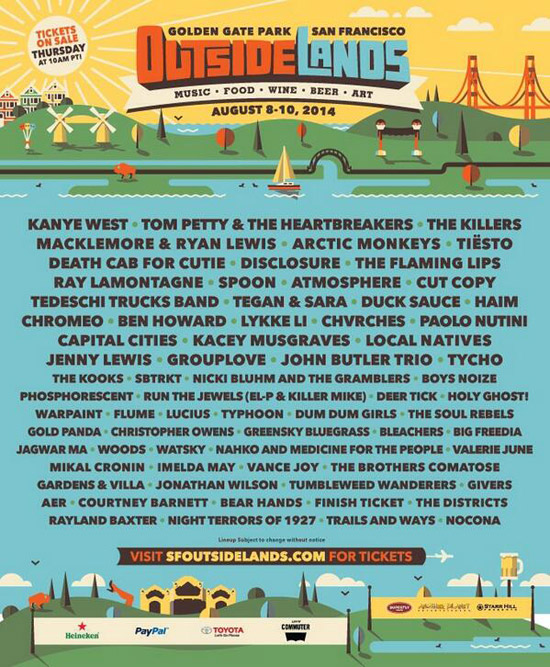 TICKETS
ON SALE
THURSDAY
AT 10AM PT!
GOLDEN GATE PARK SAN FRANCISCO
OUTSIDE LANDS
MUSIC • FOOD • WINE • BEER • ART
AUGUST 8-10, 2014
KANYE WEST • TOM PETTY & THE HEARTBREAKERS • THE KILLERS
MACKLEMORE & RYAN LEWIS • ARCTIC MONKEYS • TIËSTO
DEATH CAB FOR CUTIE • DISCLOSURE • THE FLAMING LIPS
RAY LAMONTAGNE • SPOON • ATMOSPHERE • CUT COPY
TEDESCHI TRUCKS BAND • TEGAN & SARA • DUCK SAUCE • HAIM
CHROMEO • BEN HOWARD • LYKKE LI • CHVRCHES • PAOLO NUTINI
CAPITAL CITIES • KACEY MUSGRAVES • LOCAL NATIVES
JENNY LEWIS • GROUPLOVE • JOHN BUTLER TRIO • TYCHO
THE KOOKS • SBTRKT • NICKI BLUHM AND THE GRAMBLERS • BOYS NOIZE
PHOSPHORESCENT • RUN THE JEWELS (EL-P & KILLER MIKE) • DEER TICK • HOLY GHOST!
WARPAINT • FLUME • LUCIUS • TYPHOON • DUM DUM GIRLS • THE SOUL REBELS
GOLD PANDA • CHRISTOPHER OWENS • GREENSKY BLUEGRASS • BLEACHERS • BIG FREEDIA
JAGWAR MA • WOODS • WATSKY • NAHKO AND MEDICINE FOR THE PEOPLE • VALERIE JUNE
MIKAL CRONIN • IMELDA MAY • VANCE JOY • THE BROTHERS COMATOSE
GARDENS & VILLA • JONATHAN WILSON • TUMBLEWEED WANDERERS • GIVERS
AER • COURTNEY BARNETT • BEAR HANDS • FINISH TICKET • THE DISTRICTS
RAYLAND BAXTER • NIGHT TERRORS OF 1927 • TRAILS AND WAYS • NOCONA
Lineup Subject to change without notice
VISIT SFOUTSIDELANDS.COM FOR TICKETS
Heineken PayPal TOYOTA
Let's Go Places
COMMUTER
STARR HILL